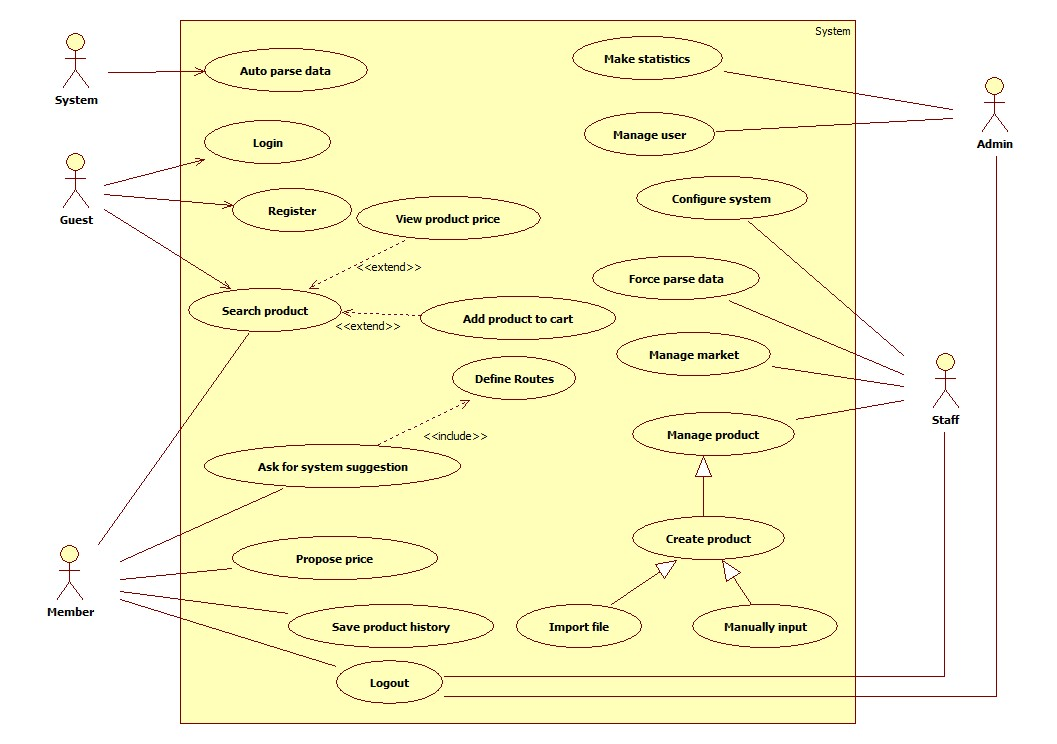 System
Make statistics
Auto parse data
System
Admin
Manage user
Login
Guest
Register
View product price
Configure system
<<extend>>
Force parse data
Search product
Add product to cart
<<extend>>
Manage market
Define Routes
Staff
<<include>>
Manage product
Ask for system suggestion
Create product
Propose price
Member
Save product history
Import file
Manually input
Logout